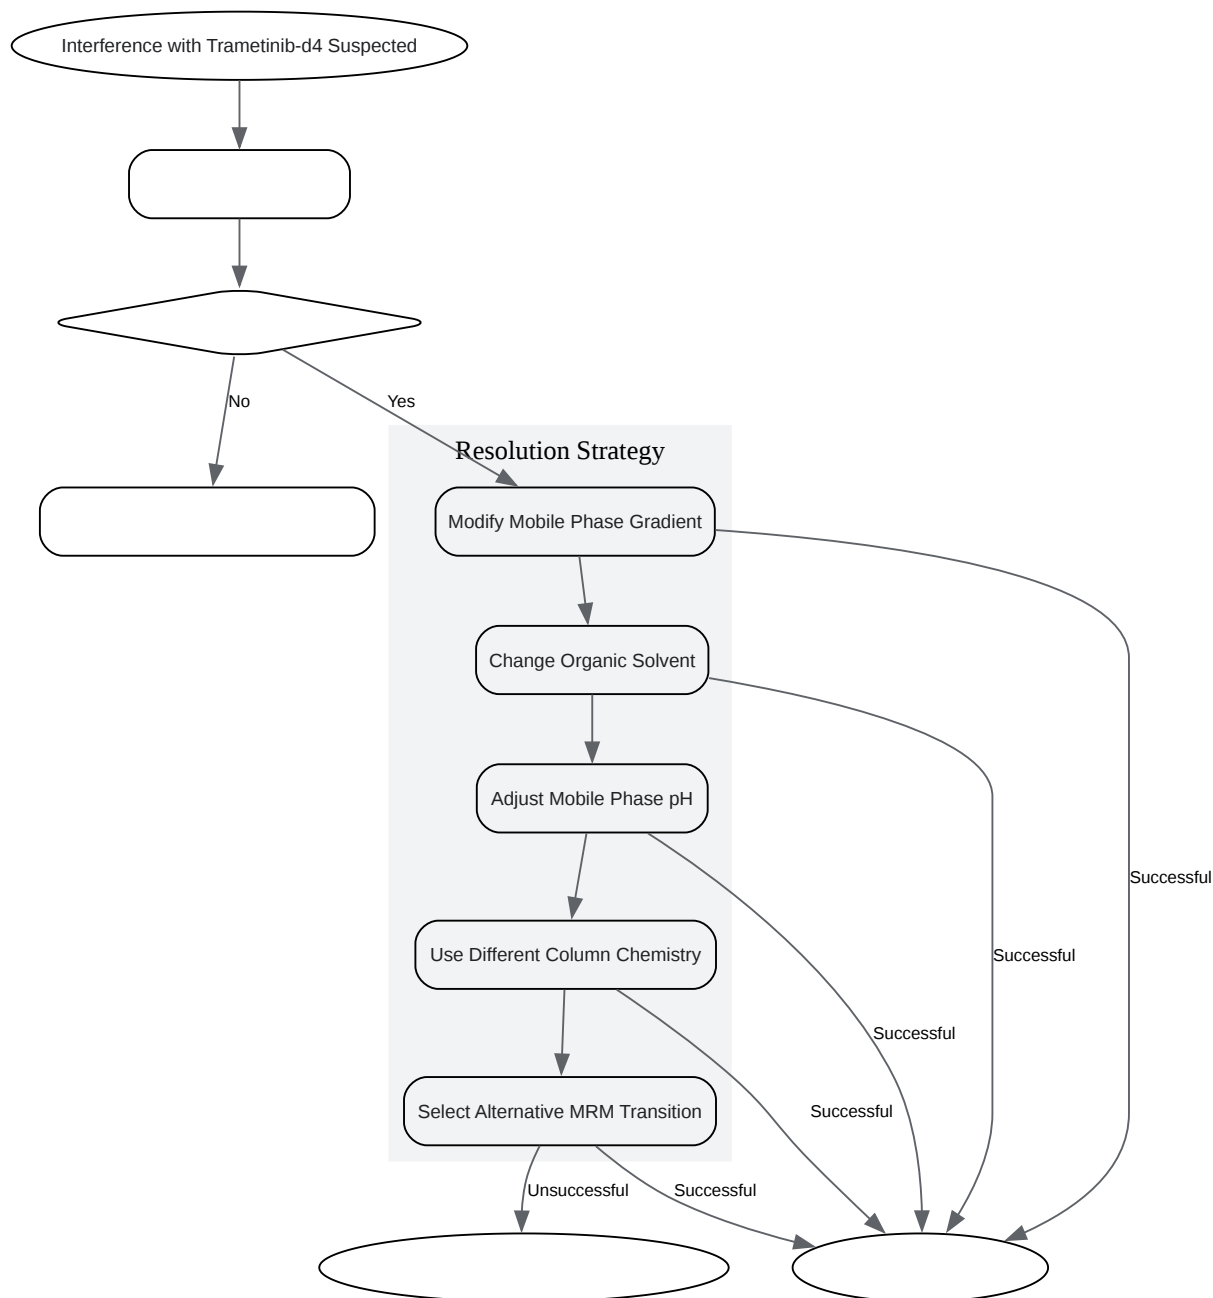 Interference with Trametinib-d4 Suspected
No
Yes
Resolution Strategy
Modify Mobile Phase Gradient
Change Organic Solvent
Adjust Mobile Phase pH
Successful
Use Different Column Chemistry
Successful
Successful
Select Alternative MRM Transition
Successful
Unsuccessful
Successful